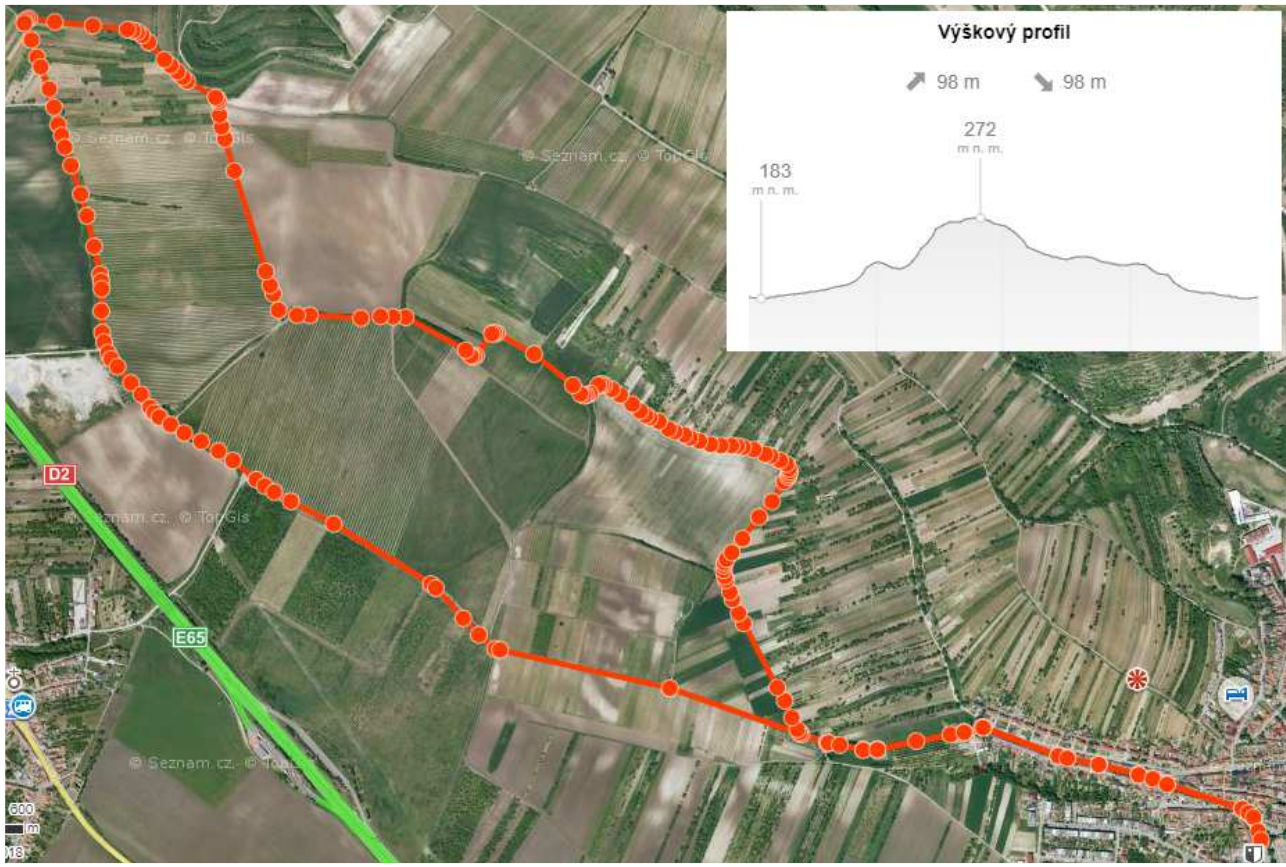 Výškový profil
98 m 98 m
272
m n. m.
183
m n. m.
© Seznam.cz, © TopGis
© Seznam.cz, © TopGis
D2
© Seznam.cz, © TopGis
E65
© Seznam.cz, © TopGis
600
m